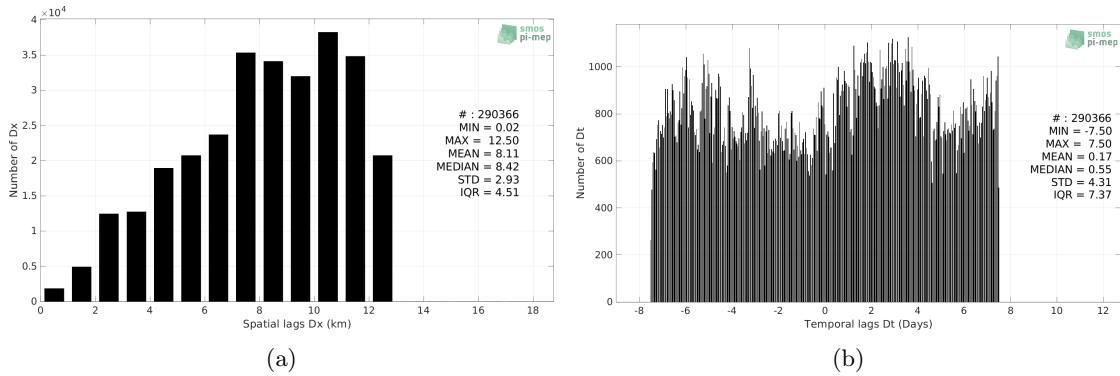 ×10⁴
4
3.5
3
2.5
2
1.5
1
0.5
0
Number of Dx
0 2 4 6 8 10 12 14 16 18
Spatial lags Dx (km)
smos
pi-mep
# : 290366
MIN = 0.02
MAX = 12.50
MEAN = 8.11
MEDIAN = 8.42
STD = 2.93
IQR = 4.51
(a)
1000
800
600
400
200
0
Number of Dt
-8 -6 -4 -2 0 2 4 6 8 10 12
Temporal lags Dt (Days)
smos
pi-mep
# : 290366
MIN = -7.50
MAX = 7.50
MEAN = 0.17
MEDIAN = 0.55
STD = 4.31
IQR = 7.37
(b)